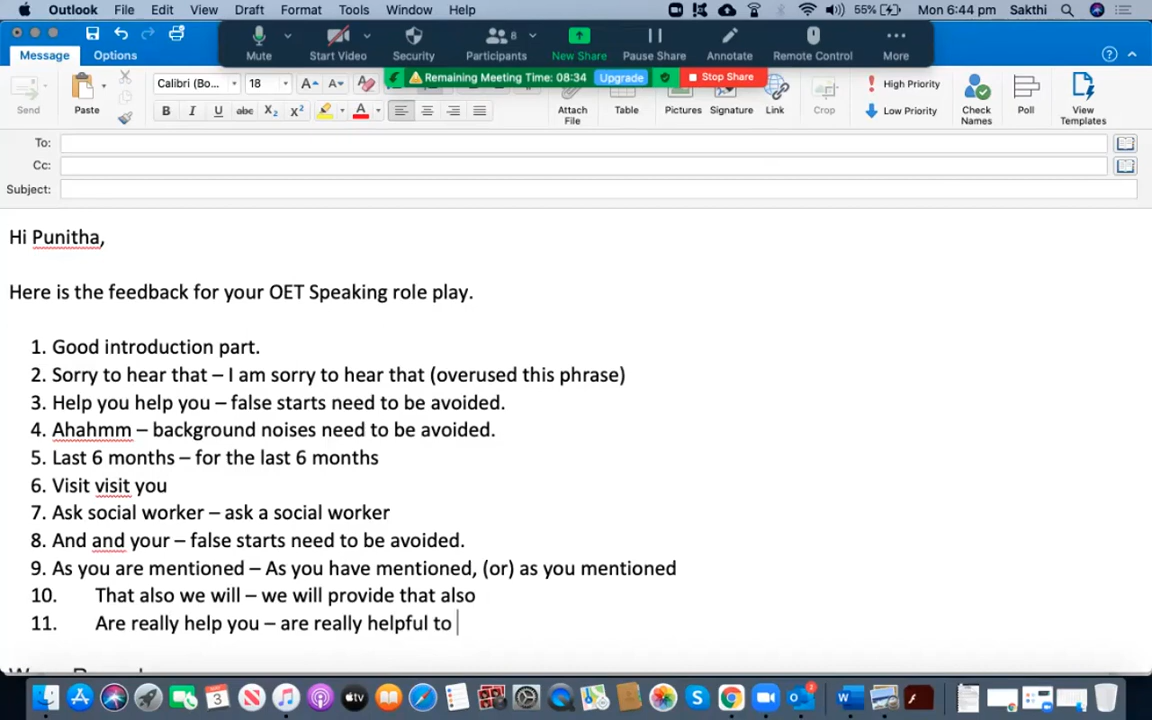 Outlook File Edit View Draft Format Tools Window Help 55% Mon 6:44 pm Sakthi
Message Options
Mute Start Video Security Participants 8 New Share Pause Share Annotate Remote Control More
Remaining Meeting Time: 08:34 Upgrade Stop Share
Send Paste Calibri (Bo... 18 Attach File Table Pictures Signature Link Crop High Priority Low Priority Check Names Poll View Templates
To:
Cc:
Subject:
Hi Punitha,
Here is the feedback for your OET Speaking role play.
1. Good introduction part.
2. Sorry to hear that – I am sorry to hear that (overused this phrase)
3. Help you help you – false starts need to be avoided.
4. Ahahmm – background noises need to be avoided.
5. Last 6 months – for the last 6 months
6. Visit visit you
7. Ask social worker – ask a social worker
8. And and your – false starts need to be avoided.
9. As you are mentioned – As you have mentioned, (or) as you mentioned
10. That also we will – we will provide that also
11. Are really help you – are really helpful to